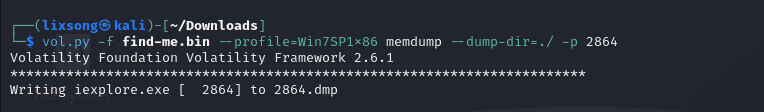 ┌──(lixsong㉿kali)-[~/Downloads]
└─$ vol.py -f find-me.bin --profile=Win7SP1×86 memdump --dump-dir=./ -p 2864
Volatility Foundation Volatility Framework 2.6.1
************************************************************************
Writing iexplore.exe [  2864] to 2864.dmp